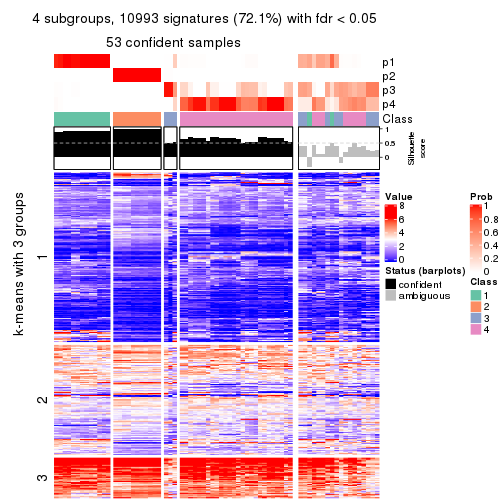 4 subgroups, 10993 signatures (72.1%) with fdr < 0.05
53 confident samples
p1
p2
p3
p4
Class
1
0.5
0
Silhouette
score
k-means with 3 groups
1
2
3
Value
8
6
4
2
0
Status (barplots)
confident
ambiguous
Prob
1
0.8
0.6
0.4
0.2
0
Class
1
2
3
4